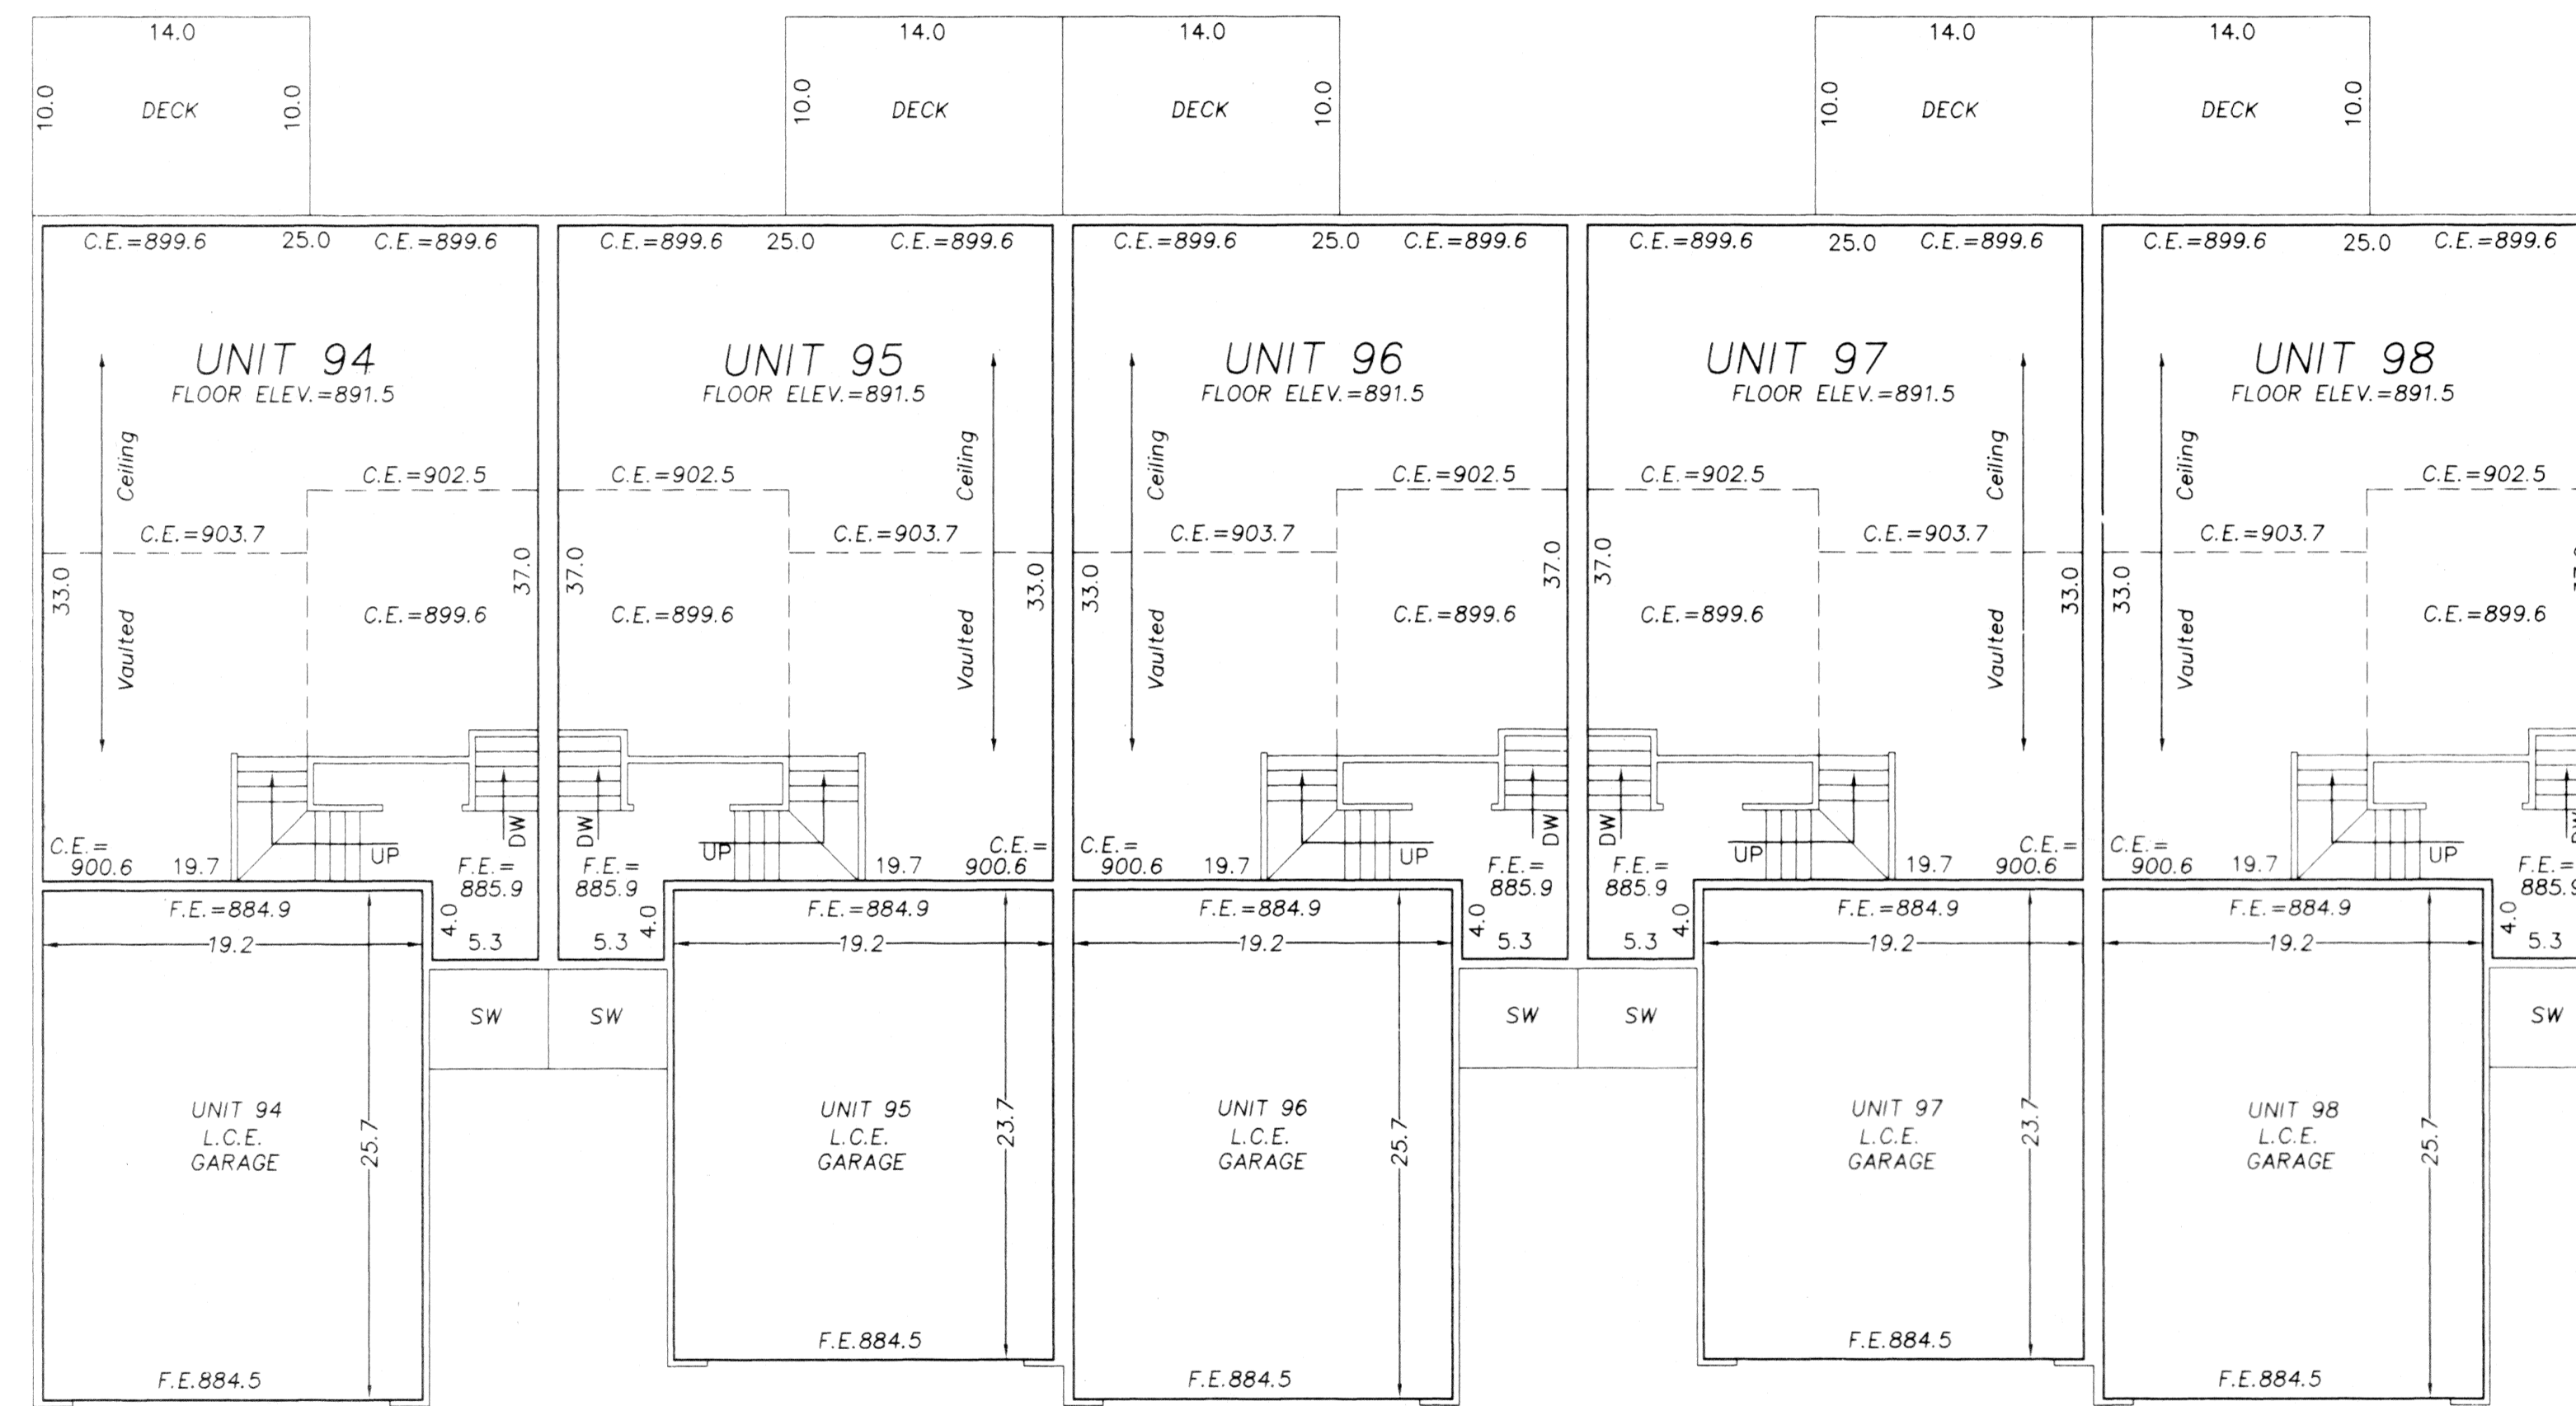 14.0 14.0 14.0 14.0 14.0
10.0 DECK 10.0 10.0 DECK DECK 10.0 10.0 DECK DECK 10.0
C.E.=899.6 25.0 C.E.=899.6 C.E.=899.6 25.0 C.E.=899.6 C.E.=899.6 25.0 C.E.=899.6 C.E.=899.6 25.0 C.E.=899.6 C.E.=899.6 25.0 C.E.=899.6
UNIT 94 UNIT 95 UNIT 96 UNIT 97 UNIT 98
FLOOR ELEV.=891.5 FLOOR ELEV.=891.5 FLOOR ELEV.=891.5 FLOOR ELEV.=891.5 FLOOR ELEV.=891.5
Ceiling Ceiling Ceiling Ceiling Ceiling
C.E.=902.5 C.E.=902.5 C.E.=902.5 C.E.=902.5 C.E.=902.5
C.E.=903.7 C.E.=903.7 C.E.=903.7 C.E.=903.7 C.E.=903.7
33.0 37.0 37.0 33.0 33.0 37.0 37.0 33.0 33.0
C.E.=899.6 C.E.=899.6 C.E.=899.6 C.E.=899.6 C.E.=899.6
Vaulted Vaulted Vaulted Vaulted Vaulted
DW DW DW DW DW
C.E.= UP UP C.E.= C.E.= UP UP C.E.= C.E.= UP
900.6 19.7 F.E.= F.E.= 19.7 900.6 900.6 19.7 F.E.= F.E.= 19.7 900.6 900.6 19.7 F.E.=
885.9 885.9 885.9 885.9 885.9
F.E.=884.9 4.0 4.0 F.E.=884.9 F.E.=884.9 4.0 4.0 F.E.=884.9 F.E.=884.9 4.0
19.2 5.3 5.3 19.2 19.2 5.3 5.3 19.2 19.2 5.3
SW SW SW SW SW
UNIT 94 UNIT 95 UNIT 96 UNIT 97 UNIT 98
L.C.E. L.C.E. L.C.E. L.C.E. L.C.E.
GARAGE GARAGE GARAGE GARAGE GARAGE
25.7 23.7 25.7 23.7 25.7
F.E.884.5 F.E.884.5
F.E.884.5 F.E.884.5 F.E.884.5